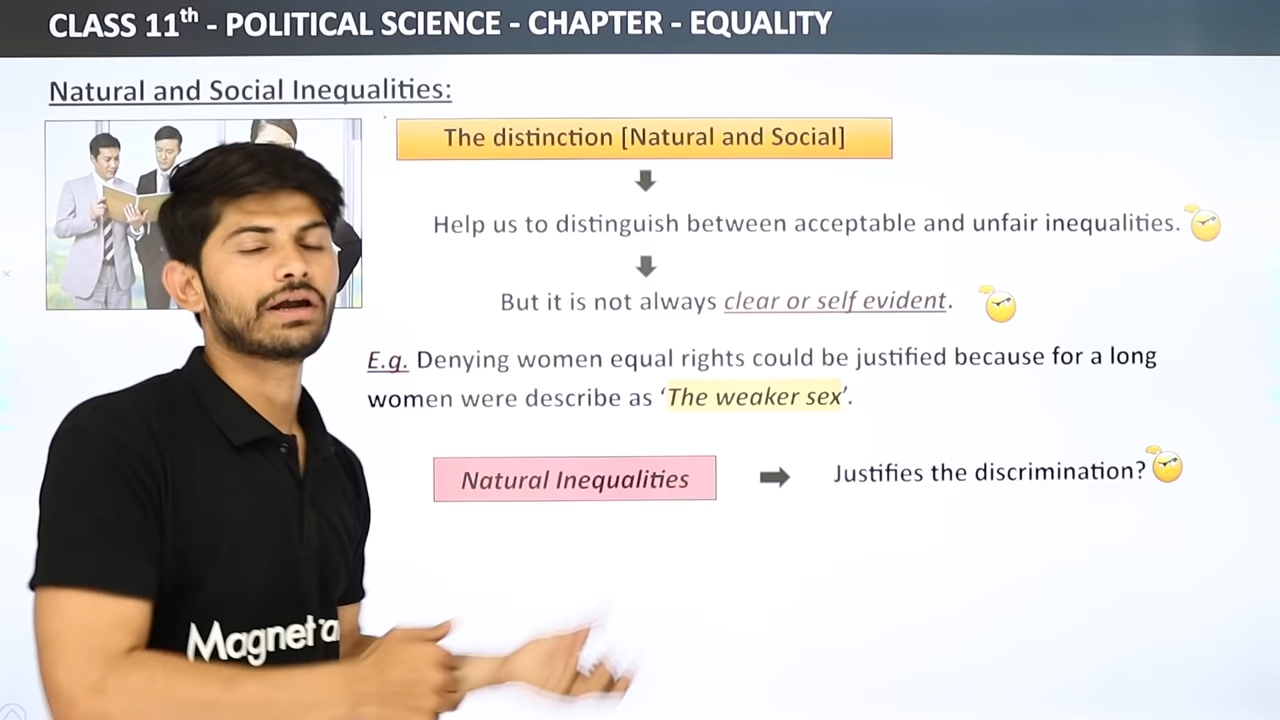 CLASS 11th - POLITICAL SCIENCE - CHAPTER - EQUALITY
Natural and Social Inequalities:
The distinction [Natural and Social]
Help us to distinguish between acceptable and unfair inequalities.
But it is not always clear or self evident.
E.g. Denying women equal rights could be justified because for a long
women were describe as ‘The weaker sex’.
Natural Inequalities
Justifies the discrimination?